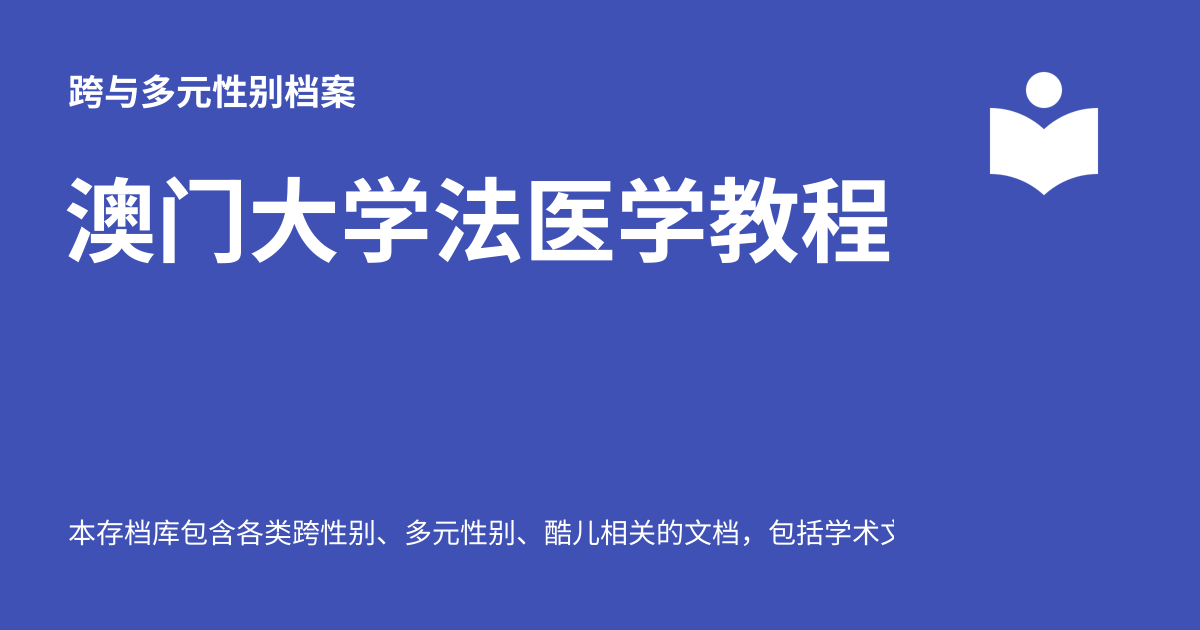 跨与多元性别档案
澳门大学法医学教程
本存档库包含各类跨性别、多元性别、酷儿相关的文档，包括学术